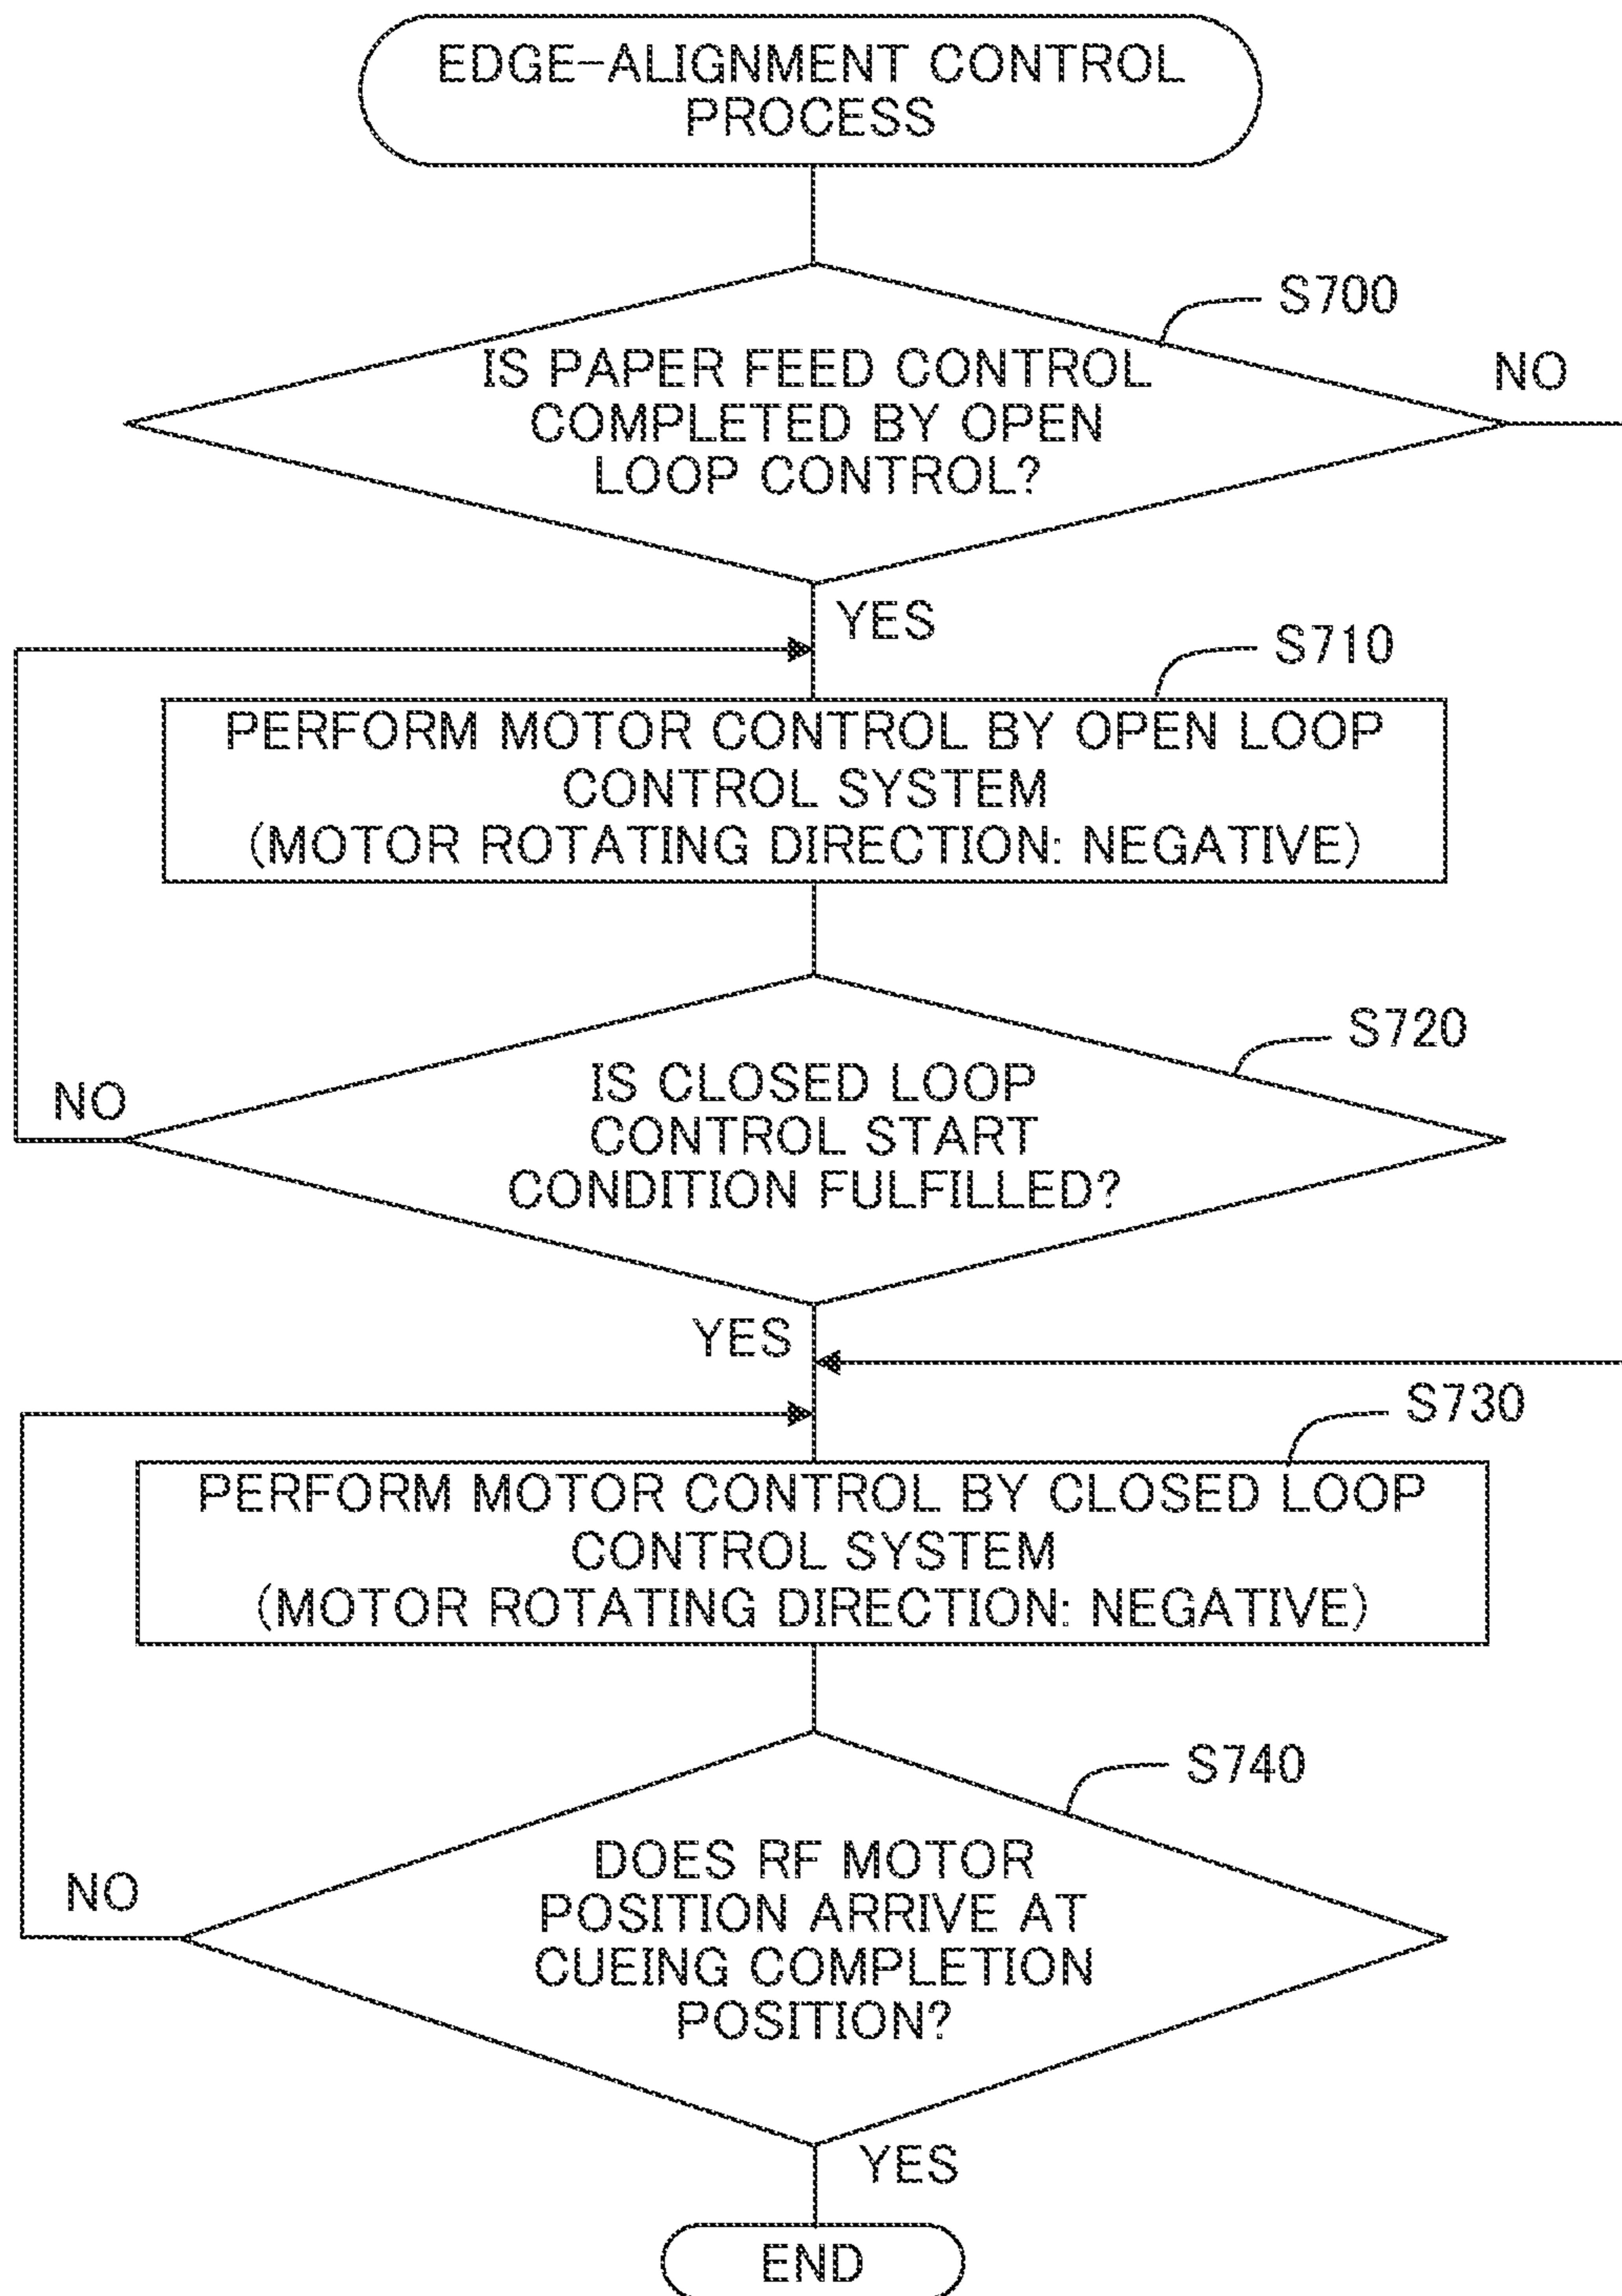 EDGE-ALIGNMENT CONTROL
PROCESS
S700
IS PAPER FEED CONTROL
COMPLETED BY OPEN
LOOP CONTROL?
NO
YES
S710
PERFORM MOTOR CONTROL BY OPEN LOOP
CONTROL SYSTEM
(MOTOR ROTATING DIRECTION: NEGATIVE)
S720
IS CLOSED LOOP
CONTROL START
CONDITION FULFILLED?
NO
YES
S730
PERFORM MOTOR CONTROL BY CLOSED LOOP
CONTROL SYSTEM
(MOTOR ROTATING DIRECTION: NEGATIVE)
S740
DOES RF MOTOR
POSITION ARRIVE AT
CUEING COMPLETION
POSITION?
NO
YES
END